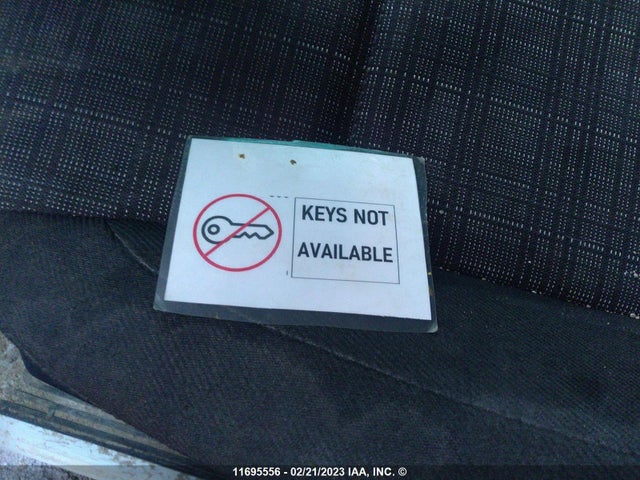 KEYS NOT
AVAILABLE
11695556 - 02/21/2023 IAA, INC. ©